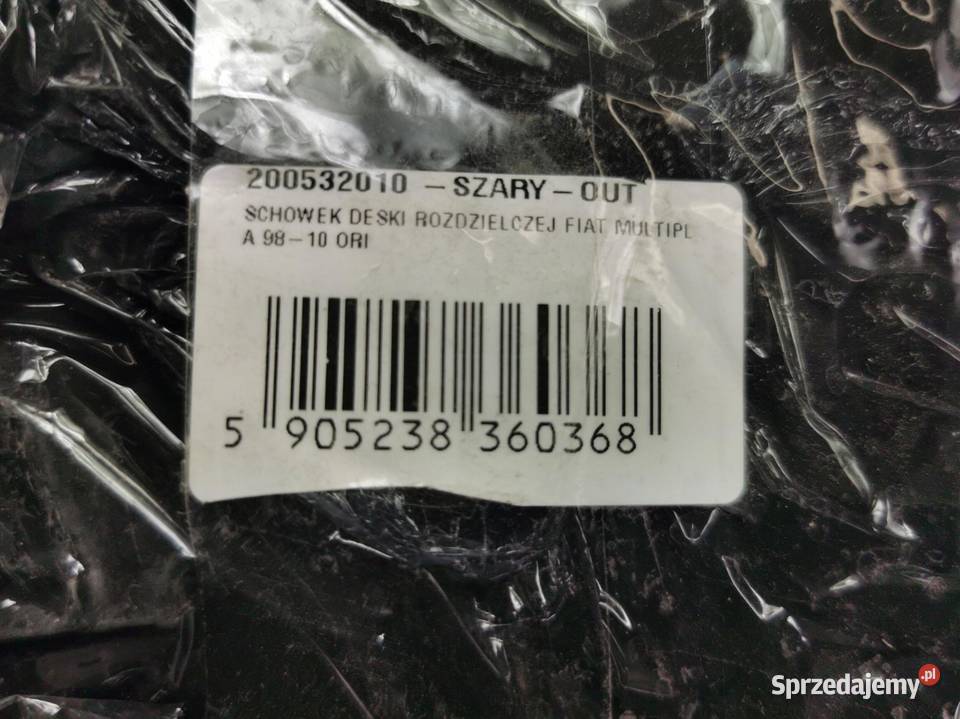 200532010 – SZARY – OUT
SCHOWEK DESKI ROZDZIELCZEJ FIAT MULTIPL
A 98–10 ORI
5 905238 360368
Sprzedajemy.pl